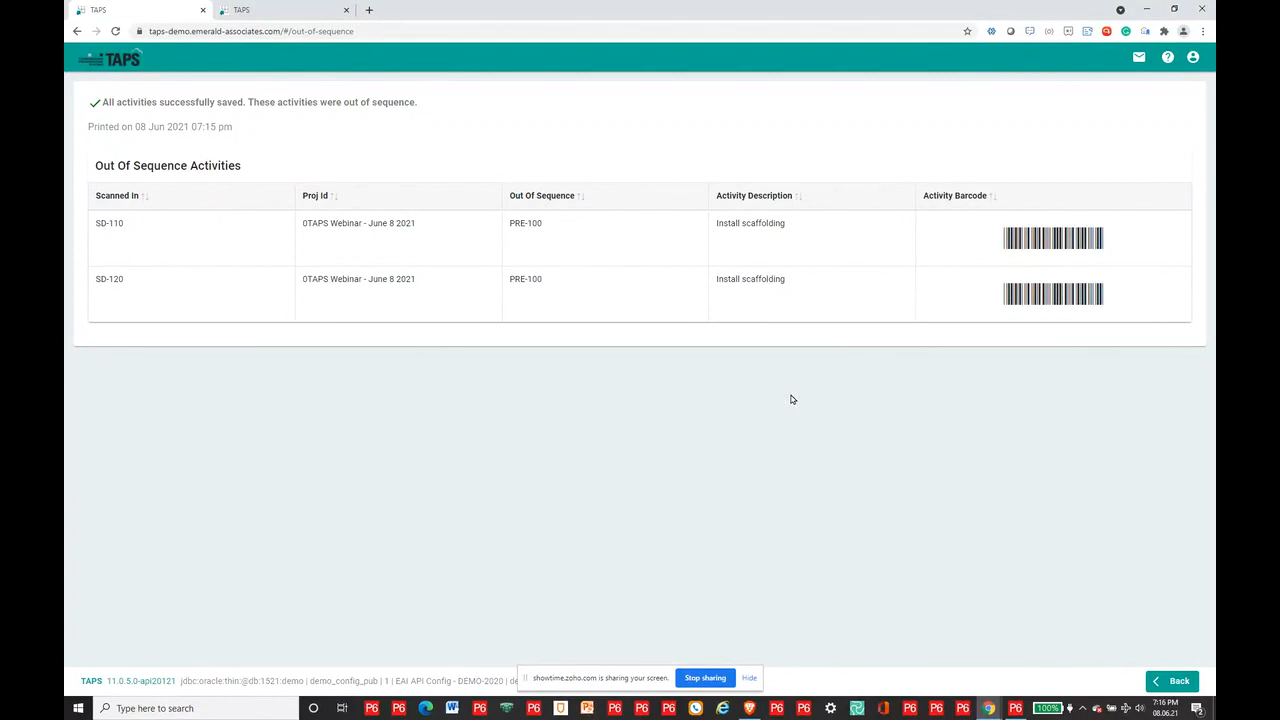 TAPS
TAPS
taps-demo.emerald-associates.com/#/out-of-sequence
TAPS
All activities successfully saved. These activities were out of sequence.
Printed on 08 Jun 2021 07:15 pm
Out Of Sequence Activities
Scanned In Proj Id Out Of Sequence Activity Description Activity Barcode
SD-110 0TAPS Webinar - June 8 2021 PRE-100 Install scaffolding
SD-120 0TAPS Webinar - June 8 2021 PRE-100 Install scaffolding
TAPS 11.0.5.0-api20121 jdbc:oracle:thin:@db:1521:demo | demo_config_pub | 1 | EAI API Config - DEMO-2020 |
showtime.zoho.com is sharing your screen. Stop sharing Hide
Back
Type here to search
100%
7:16 PM
08.06.21